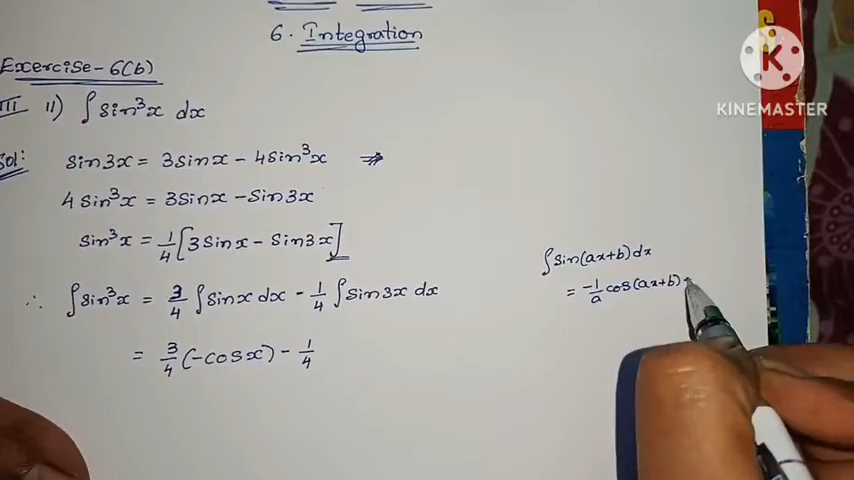 6. Integration
Exercise-6(b)
III 11) ∫ sin³x dx
Sol: sin3x = 3sinx - 4sin³x ⇒
4 sin³x = 3sinx - sin3x
sin³x = 1/4 [3sinx - sin3x]
∴ ∫sin³x = 3/4 ∫sinx dx - 1/4 ∫sin3x dx
= 3/4 (-cosx) - 1/4
∫sin(ax+b)dx
= -1/a cos(ax+b)
K
KINEMASTER